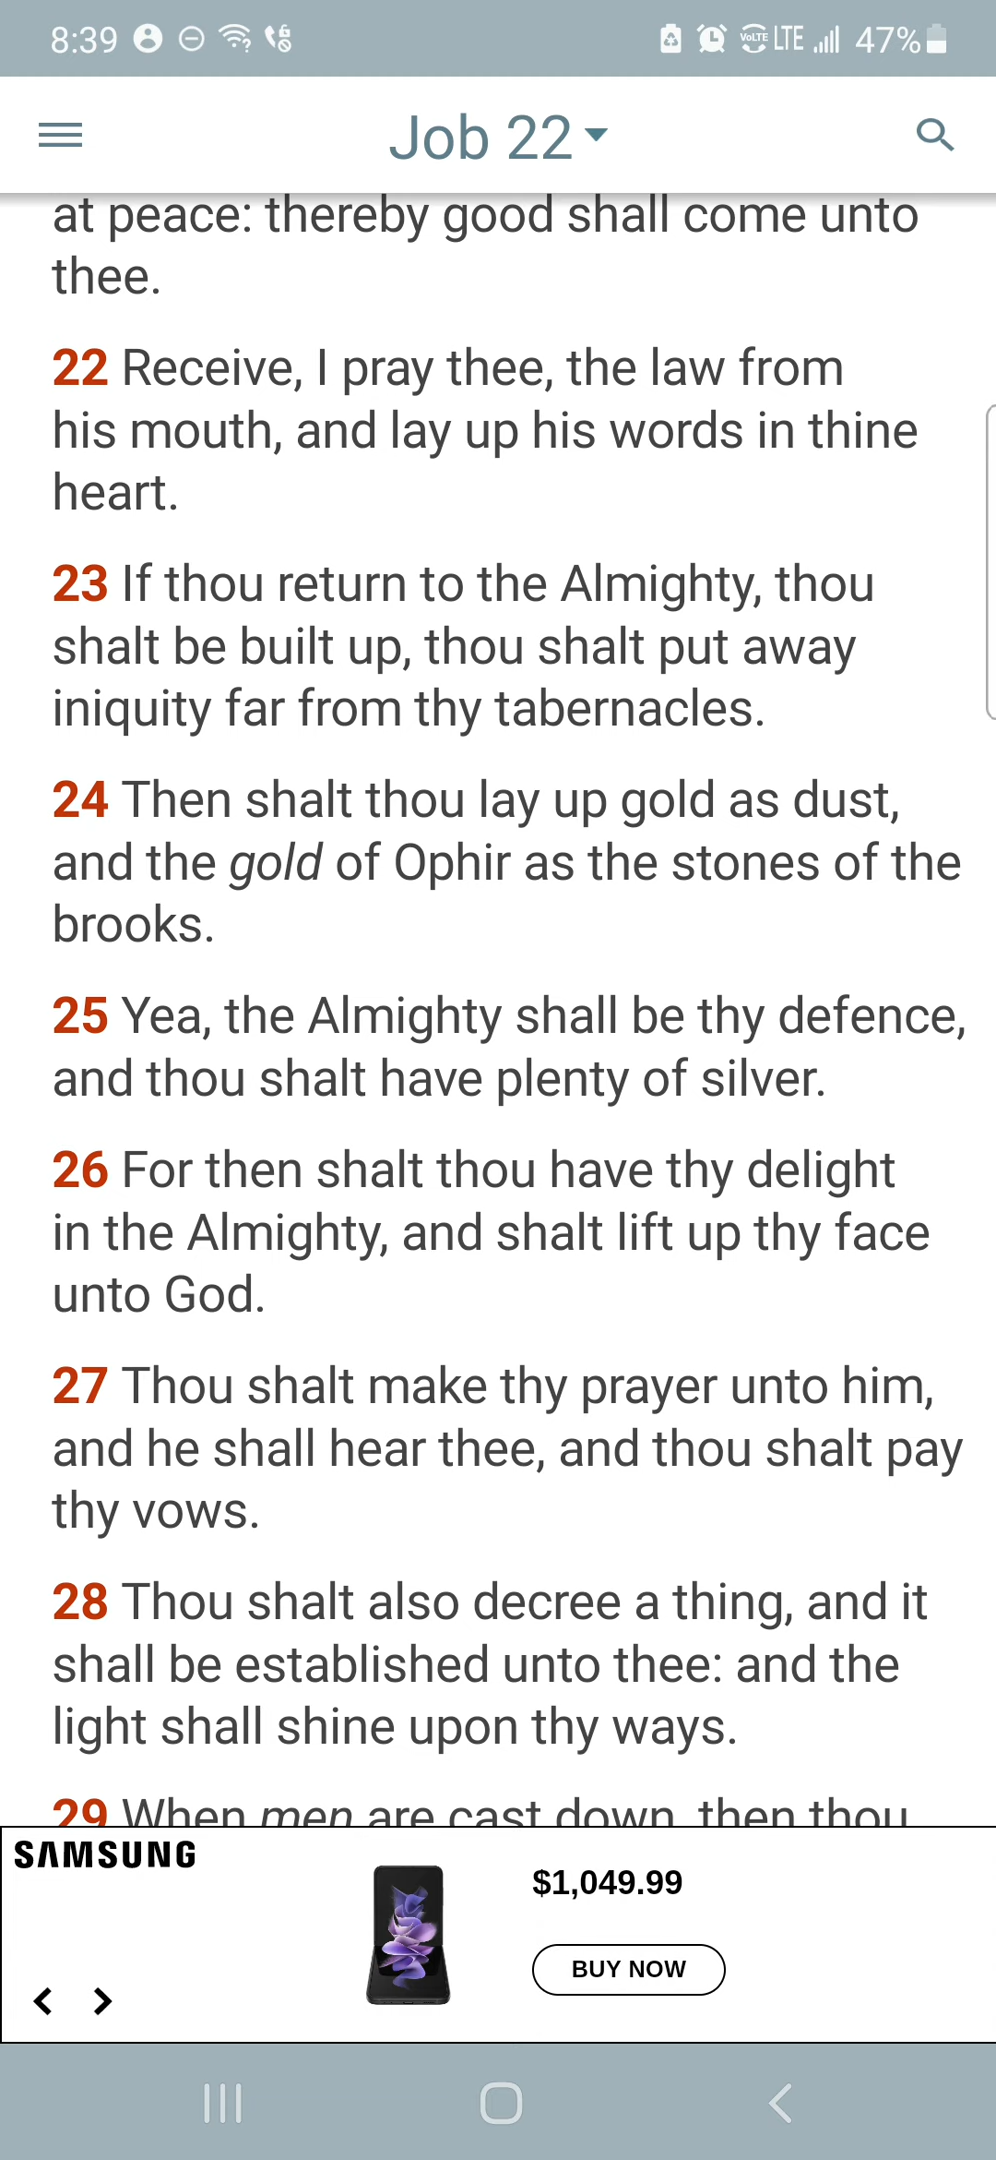 8:39
VoLTE LTE 47%
Job 22
at peace: thereby good shall come unto
thee.
22 Receive, I pray thee, the law from
his mouth, and lay up his words in thine
heart.
23 If thou return to the Almighty, thou
shalt be built up, thou shalt put away
iniquity far from thy tabernacles.
24 Then shalt thou lay up gold as dust,
and the gold of Ophir as the stones of the
brooks.
25 Yea, the Almighty shall be thy defence,
and thou shalt have plenty of silver.
26 For then shalt thou have thy delight
in the Almighty, and shalt lift up thy face
unto God.
27 Thou shalt make thy prayer unto him,
and he shall hear thee, and thou shalt pay
thy vows.
28 Thou shalt also decree a thing, and it
shall be established unto thee: and the
light shall shine upon thy ways.
29 When men are cast down, then thou
SAMSUNG
$1,049.99
BUY NOW